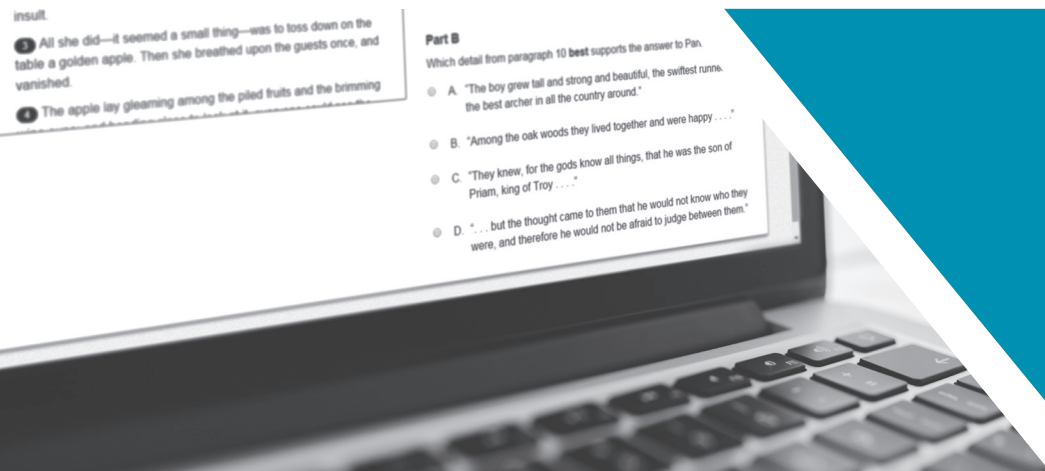 insult.
3 All she did—it seemed a small thing—was to toss down on the
table a golden apple. Then she breathed upon the guests once, and
vanished.
4 The apple lay gleaming among the piled fruits and the brimming
Part B
Which detail from paragraph 10 best supports the answer to
A. "The boy grew tall and strong and beautiful, the swiftest
the best archer in all the country around."
B. "Among the oak woods they lived together and were happy . . . ."
C. "They knew, for the gods know all things, that he was the son of
Priam, king of Troy . . . ."
D. ". . . but the thought came to them that he would not know who they
were, and therefore he would not be afraid to judge between them."